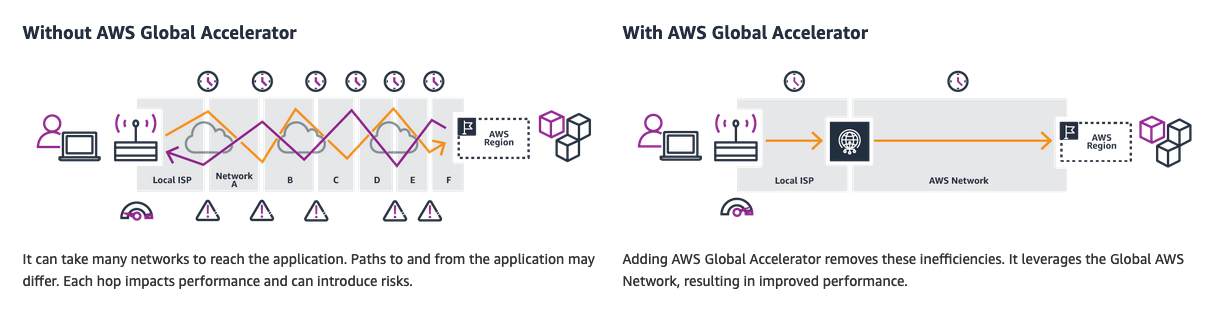 Without AWS Global Accelerator
AWS
Region
Local ISP
Network
A
B
C
D
E
F
It can take many networks to reach the application. Paths to and from the application may
differ. Each hop impacts performance and can introduce risks.
With AWS Global Accelerator
AWS
Region
Local ISP
AWS Network
Adding AWS Global Accelerator removes these inefficiencies. It leverages the Global AWS
Network, resulting in improved performance.